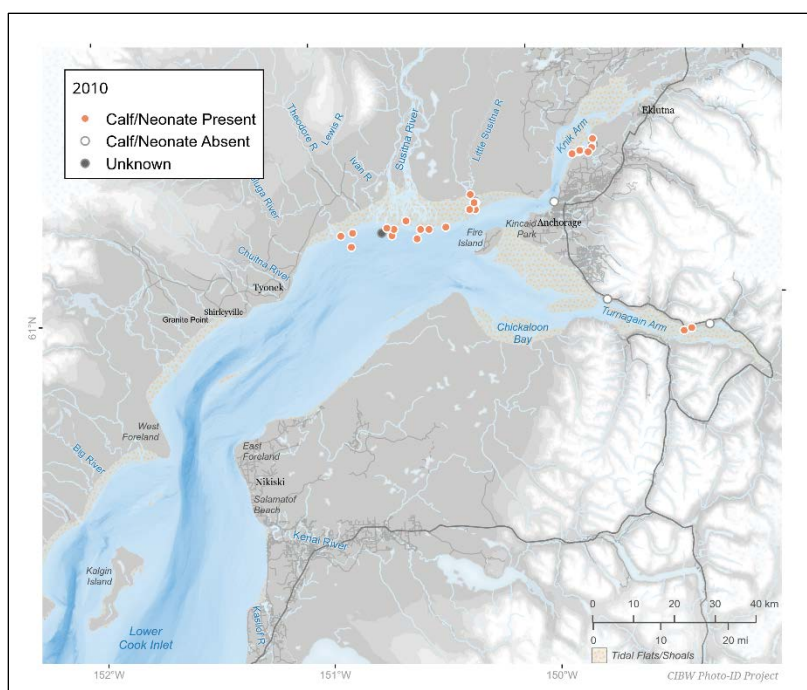 2010
Calf/Neonate Present
Calf/Neonate Absent
Unknown
Theodore R.
Lewis R.
Ivan R.
Susitna River
Little Susitna R.
Knik Arm
Eklutna
Fire
Island
Kincaid
Park
Anchorage
Chuitna River
Tyonek
Shirleyville
Granite Point
61°N
Chickaloon
Bay
Turnagain Arm
West
Foreland
Big River
East
Foreland
Nikiski
Salamatof
Beach
Kenai River
Kalgin
Island
Kasilof R.
Lower
Cook Inlet
0 10 20 30 40 km
0 10 20 mi
Tidal Flats/Shoals
152°W
151°W
150°W
CIBW Photo-ID Project